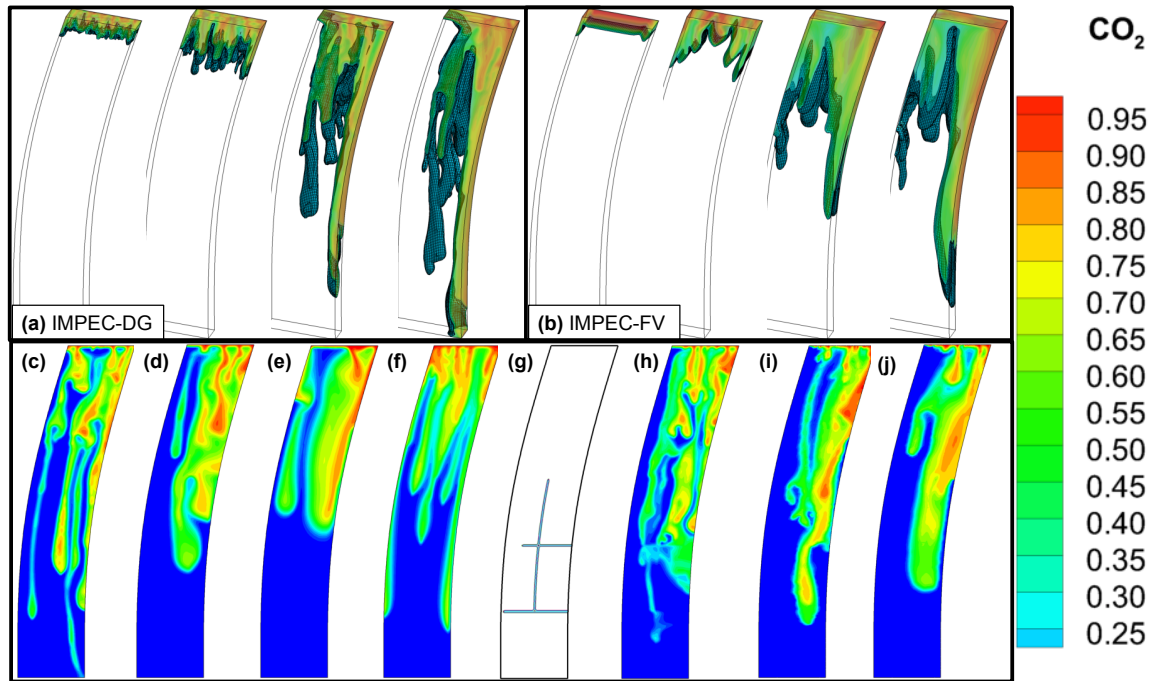 CO₂
0.95
0.90
0.85
0.80
0.75
0.70
0.65
0.60
0.55
0.50
0.45
0.40
0.35
0.30
0.25
(a) IMPEC-DG
(b) IMPEC-FV
(c)
(d)
(e)
(f)
(g)
(h)
(i)
(j)